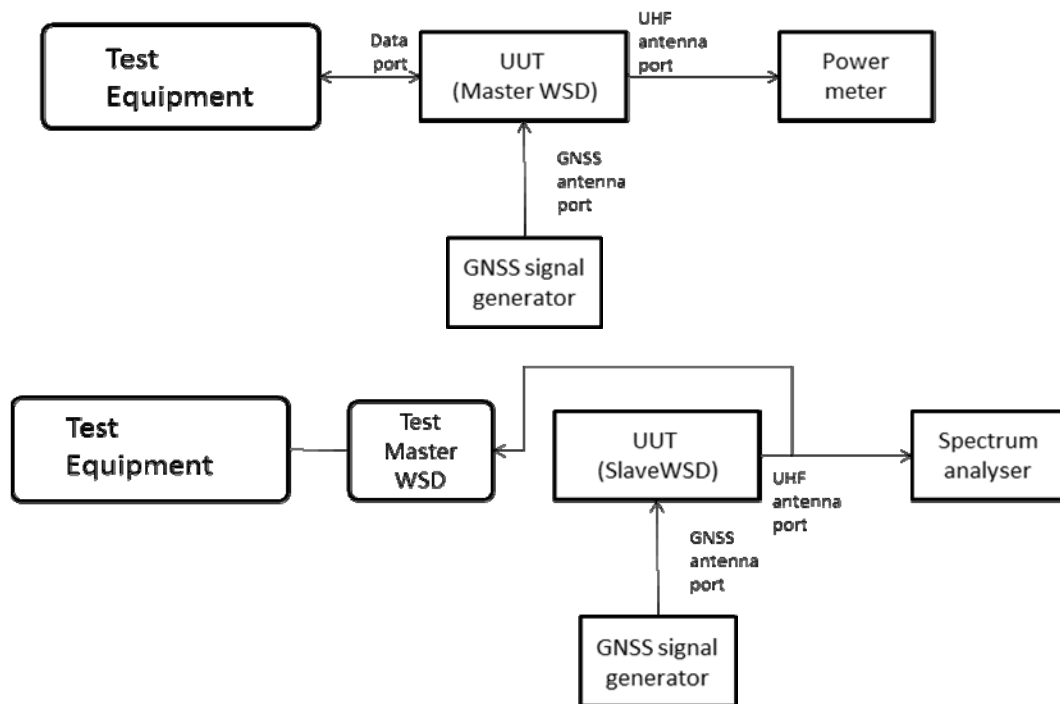 Test
Equipment
Data
port
UUT
(Master WSD)
UHF
antenna
port
Power
meter
GNSS
antenna
port
GNSS signal
generator
Test
Equipment
Test
Master
WSD
UUT
(SlaveWSD)
UHF
antenna
port
Spectrum
analyser
GNSS
antenna
port
GNSS signal
generator